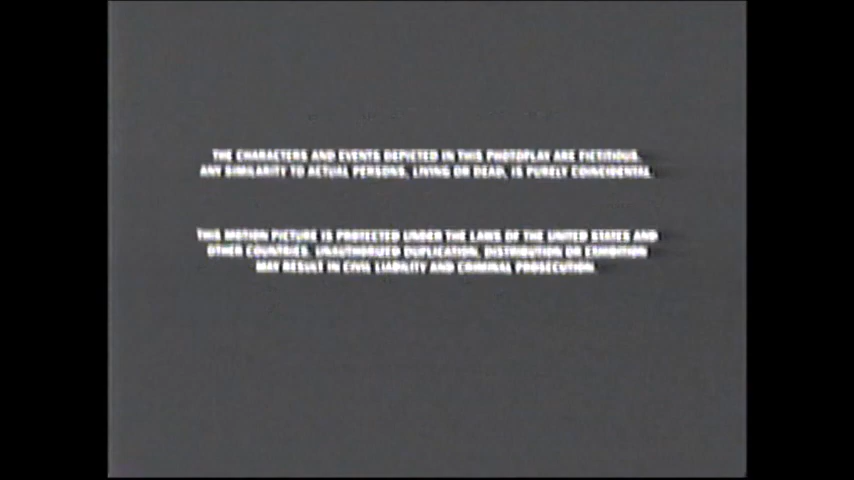 THE CHARACTERS AND EVENTS DEPICTED IN THIS PHOTOPLAY ARE FICTITIOUS.
ANY SIMILARITY TO ACTUAL PERSONS, LIVING OR DEAD, IS PURELY COINCIDENTAL.
THIS MOTION PICTURE IS PROTECTED UNDER THE LAWS OF THE UNITED STATES AND
OTHER COUNTRIES. UNAUTHORIZED DUPLICATION, DISTRIBUTION OR EXHIBITION
MAY RESULT IN CIVIL LIABILITY AND CRIMINAL PROSECUTION.